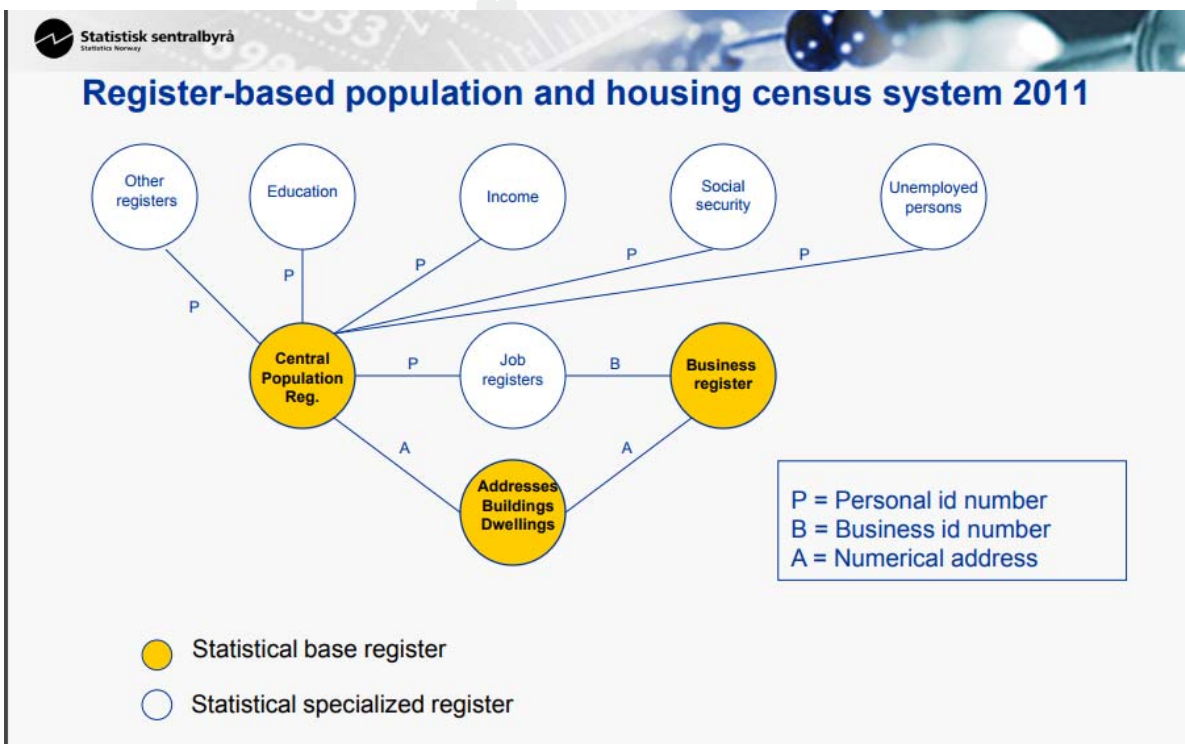 Statistisk sentralbyrå
Statistics Norway
Register-based population and housing census system 2011
Other
registers
Education
Income
Social
security
Unemployed
persons
P
P
P
P
P
Central
Population
Reg.
P
Job
registers
B
Business
register
A
A
Addresses
Buildings
Dwellings
P = Personal id number
B = Business id number
A = Numerical address
Statistical base register
Statistical specialized register